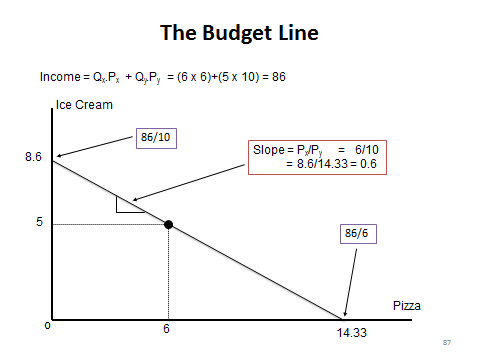 The Budget Line
Income = Qx.Px + Qy.Py = (6 x 6)+(5 x 10) = 86
Ice Cream
86/10
Slope = Px/Py = 6/10
= 8.6/14.33 = 0.6
8.6
5
86/6
Pizza
0
6
14.33
87